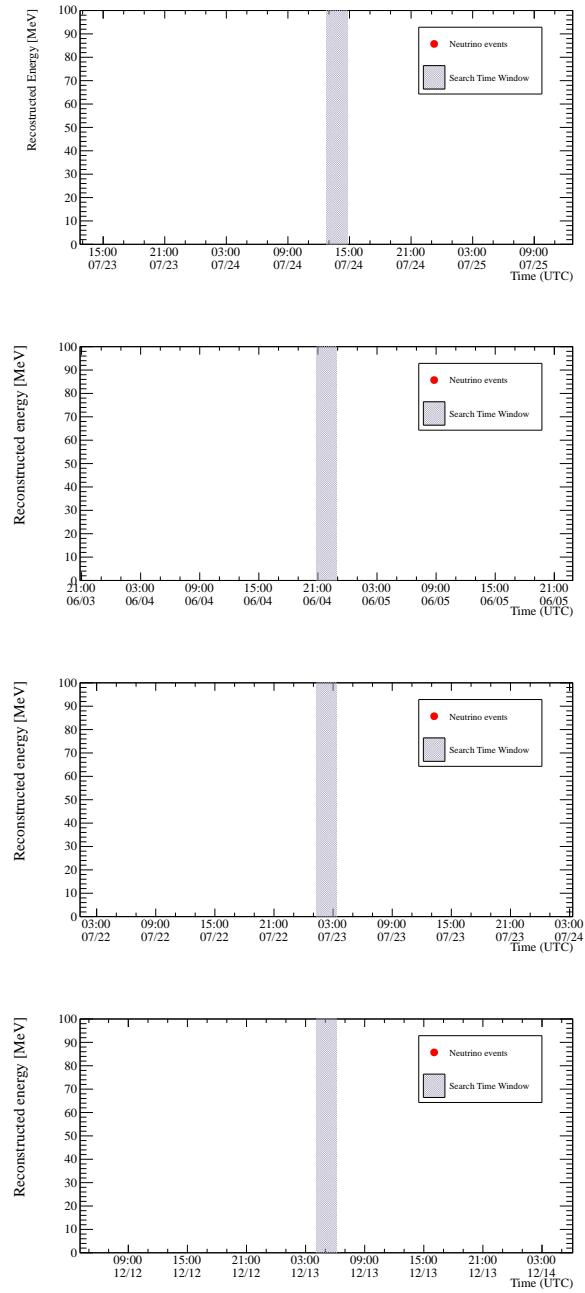 Recostructed Energy [MeV]
100
90
80
70
60
50
40
30
20
10
0
Neutrino events
Search Time Window
15:00 21:00 03:00 09:00 15:00 21:00 03:00 09:00
07/23 07/23 07/24 07/24 07/24 07/24 07/25 07/25
Time (UTC)
Reconstructed energy [MeV]
100
90
80
70
60
50
40
30
20
10
0
Neutrino events
Search Time Window
21:00 03:00 09:00 15:00 21:00 03:00 09:00 15:00 21:00
06/03 06/04 06/04 06/04 06/04 06/05 06/05 06/05 06/05
Time (UTC)
Reconstructed energy [MeV]
100
90
80
70
60
50
40
30
20
10
0
Neutrino events
Search Time Window
03:00 09:00 15:00 21:00 03:00 09:00 15:00 21:00 03:00
07/22 07/22 07/22 07/22 07/23 07/23 07/23 07/23 07/24
Time (UTC)
Reconstructed energy [MeV]
100
90
80
70
60
50
40
30
20
10
0
Neutrino events
Search Time Window
09:00 15:00 21:00 03:00 09:00 15:00 21:00 03:00
12/12 12/12 12/12 12/13 12/13 12/13 12/13 12/14
Time (UTC)